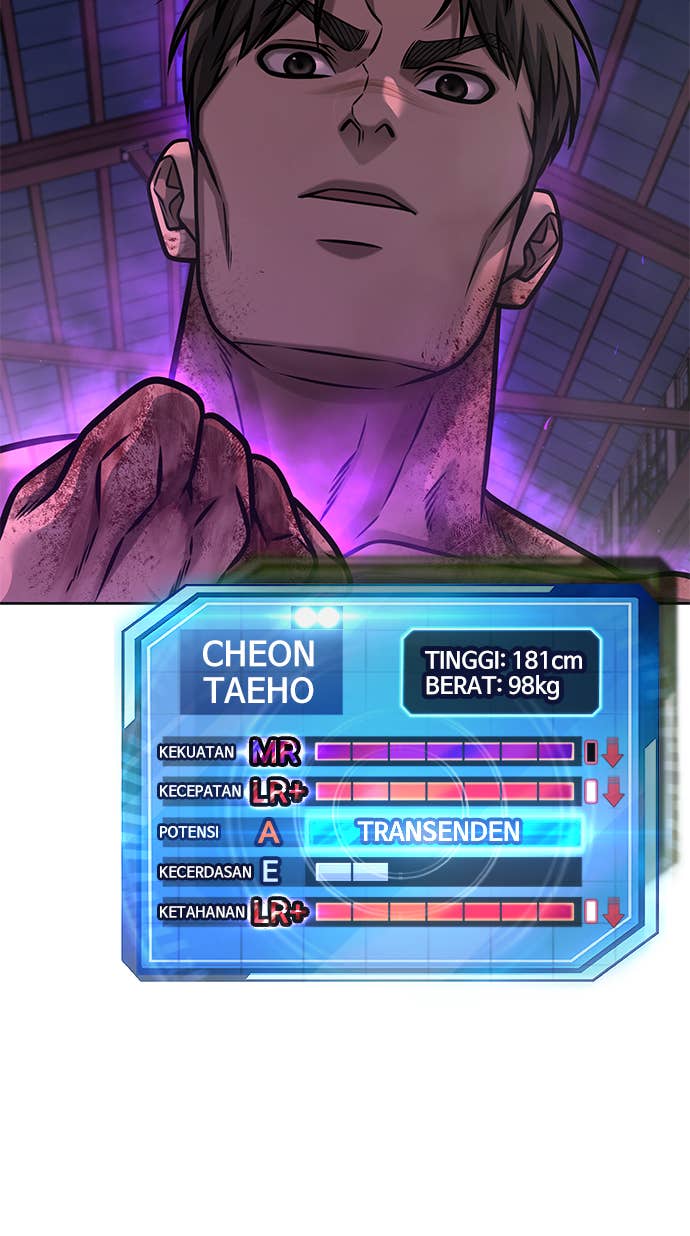 CHEON
TAEHO
TINGGI: 181cm
BERAT: 98kg
KEKUATAN MR
KECEPATAN LR+
POTENSI A TRANSENDEN
KECERDASAN E
KETAHANAN LR+